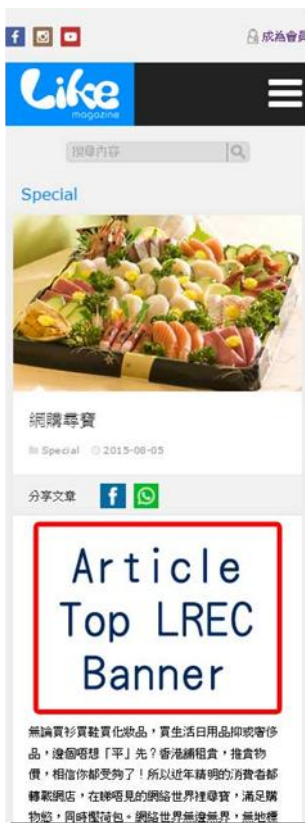 成為會員
Like
magazine
搜尋內容
Special
網購尋寶
Special 2015-08-05
分享文章
Article
Top LREC
Banner
無論買衫買鞋買化妝品，買生活日用品抑或奢侈
品，邊個唔想「平」先？香港舖租貴，推貴物
價，相信你都受夠了！所以近年精明的消費者都
轉戰網店，在睇唔見的網絡世界裡尋寶，滿足購
物慾，同時慳荷包。網絡世界無邊無界，無地標